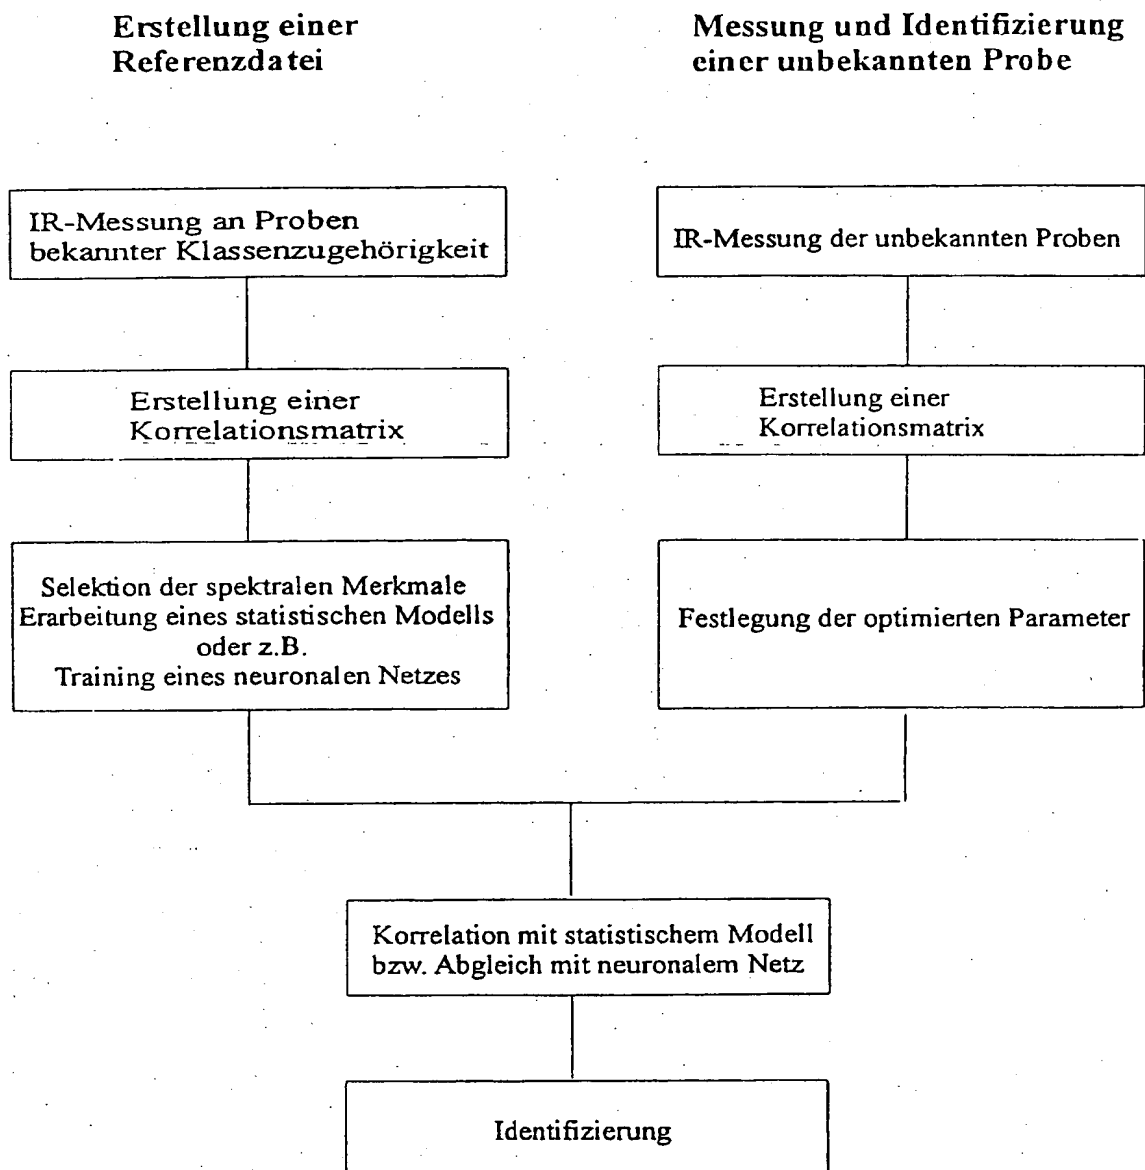 Erstellung einer
Referenzdatei
Messung und Identifizierung
einer unbekannten Probe
IR-Messung an Proben
bekannter Klassenzugehörigkeit
IR-Messung der unbekannten Proben
Erstellung einer
Korrelationsmatrix
Erstellung einer
Korrelationsmatrix
Selektion der spektralen Merkmale
Erarbeitung eines statistischen Modells
oder z.B.
Training eines neuronalen Netzes
Festlegung der optimierten Parameter
Korrelation mit statistischem Modell
bzw. Abgleich mit neuronalem Netz
Identifizierung